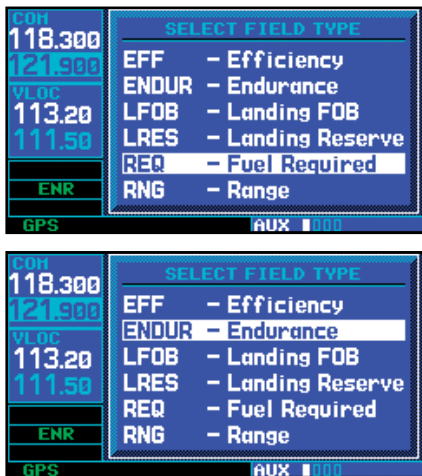 COM
118.300
121.900
VLOC
113.20
111.50
ENR
GPS
SELECT FIELD TYPE
EFF – Efficiency
ENDUR – Endurance
LFOB – Landing FOB
LRES – Landing Reserve
REQ – Fuel Required
RNG – Range
AUX
COM
118.300
121.900
VLOC
113.20
111.50
ENR
GPS
SELECT FIELD TYPE
EFF – Efficiency
ENDUR – Endurance
LFOB – Landing FOB
LRES – Landing Reserve
REQ – Fuel Required
RNG – Range
AUX